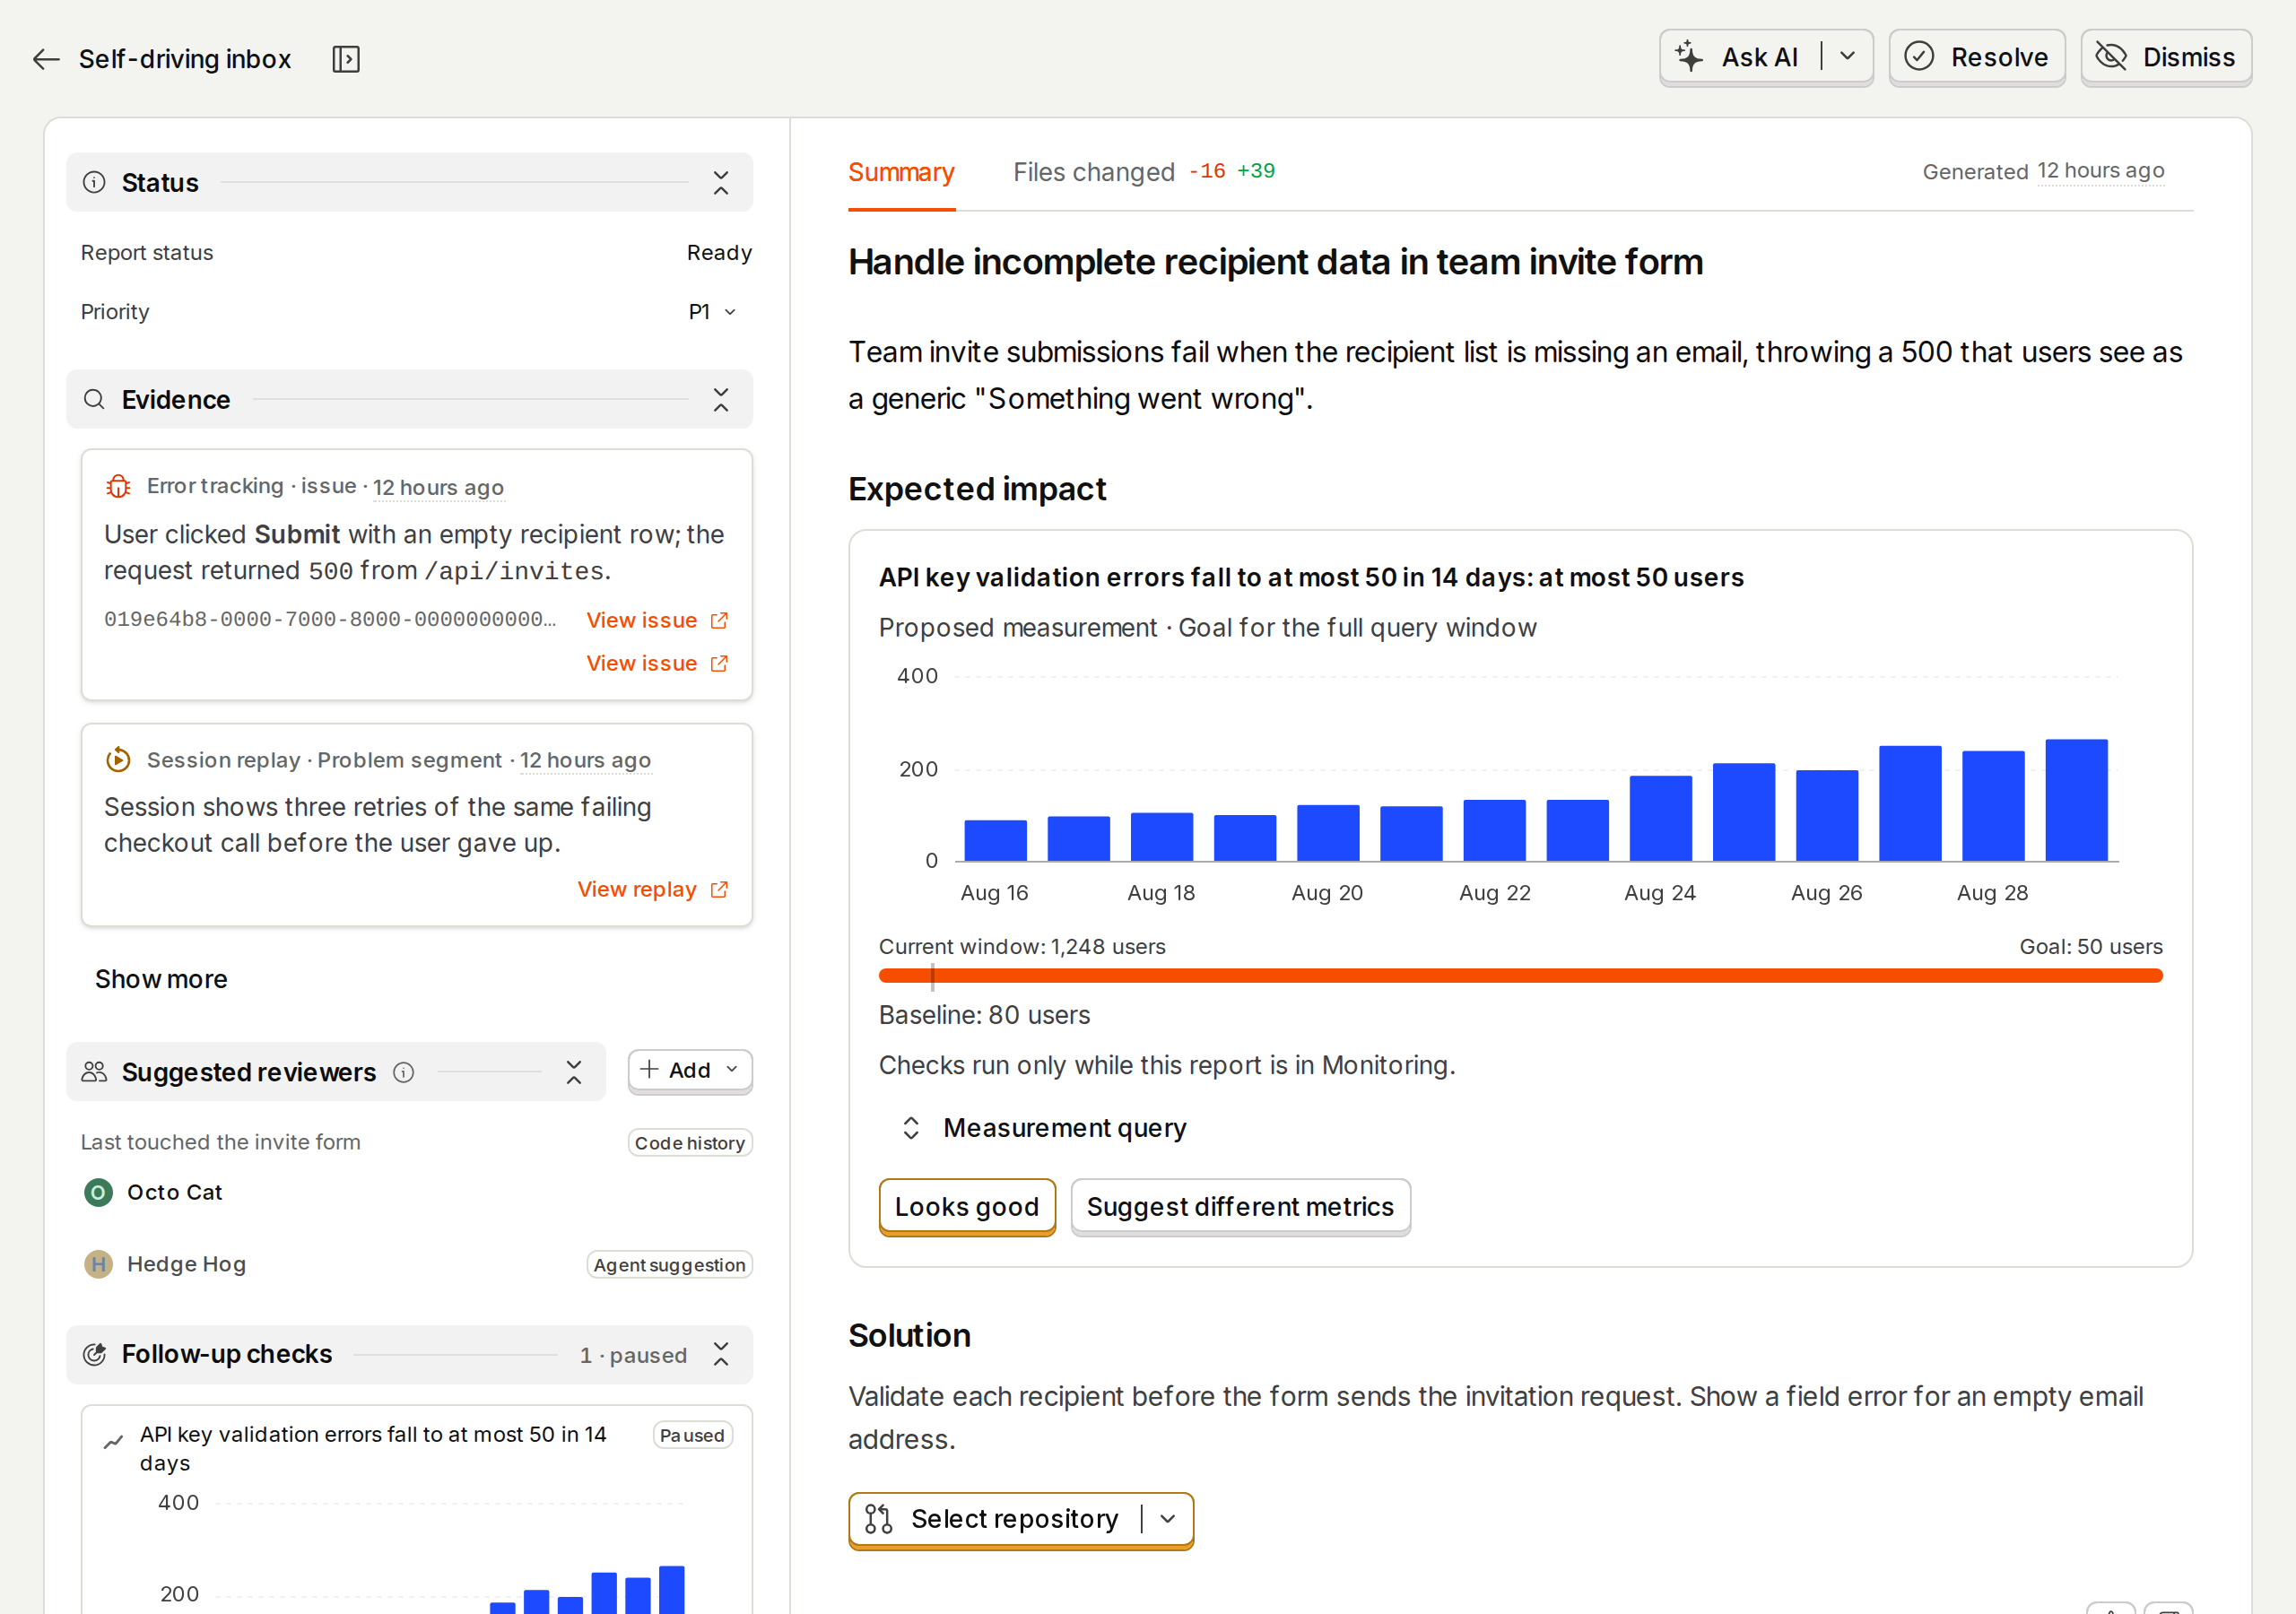 Self-driving inbox
Ask AI
Resolve
Dismiss
Status
Report status
Ready
Priority
P1
Evidence
Error tracking · issue · 12 hours ago
User clicked Submit with an empty recipient row; the
request returned 500 from /api/invites.
019e64b8-0000-7000-8000-0000000000…
View issue
View issue
Session replay · Problem segment · 12 hours ago
Session shows three retries of the same failing
checkout call before the user gave up.
View replay
Show more
Suggested reviewers
Add
Last touched the invite form
Code history
O
Octo Cat
H
Hedge Hog
Agent suggestion
Follow-up checks
1 · paused
API key validation errors fall to at most 50 in 14
days
Paused
400
200
Summary
Files changed -16 +39
Generated 12 hours ago
Handle incomplete recipient data in team invite form
Team invite submissions fail when the recipient list is missing an email, throwing a 500 that users see as
a generic "Something went wrong".
Expected impact
API key validation errors fall to at most 50 in 14 days: at most 50 users
Proposed measurement · Goal for the full query window
400
200
0
Aug 16
Aug 18
Aug 20
Aug 22
Aug 24
Aug 26
Aug 28
Current window: 1,248 users
Goal: 50 users
Baseline: 80 users
Checks run only while this report is in Monitoring.
Measurement query
Looks good
Suggest different metrics
Solution
Validate each recipient before the form sends the invitation request. Show a field error for an empty email
address.
Select repository